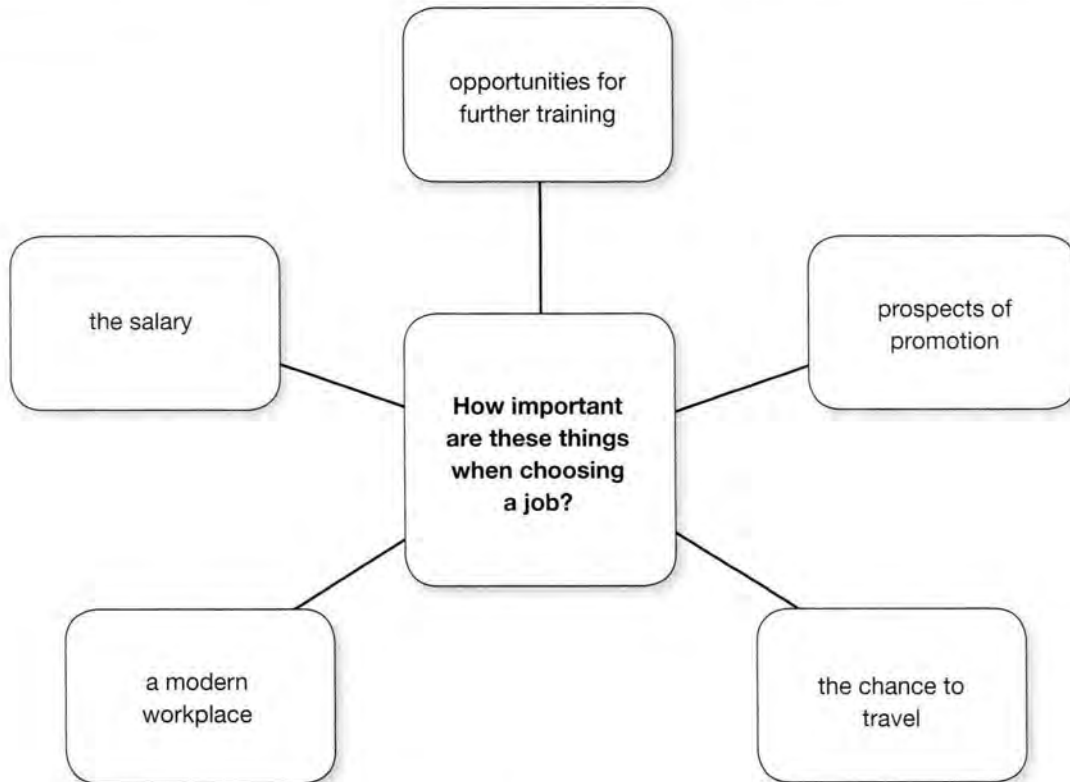 opportunities for
further training
the salary
prospects of
promotion
How important
are these things
when choosing
a job?
a modern
workplace
the chance to
travel